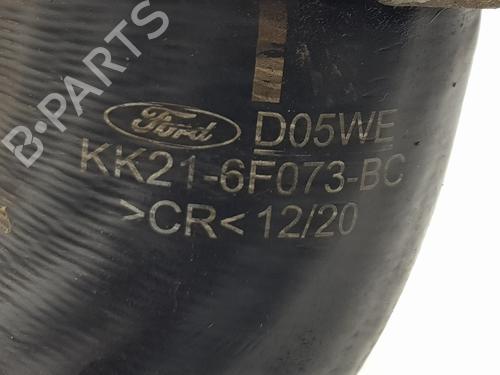 B-PARTS
Ford D05WE
KK21-6F073-BC
>CR< 12/20